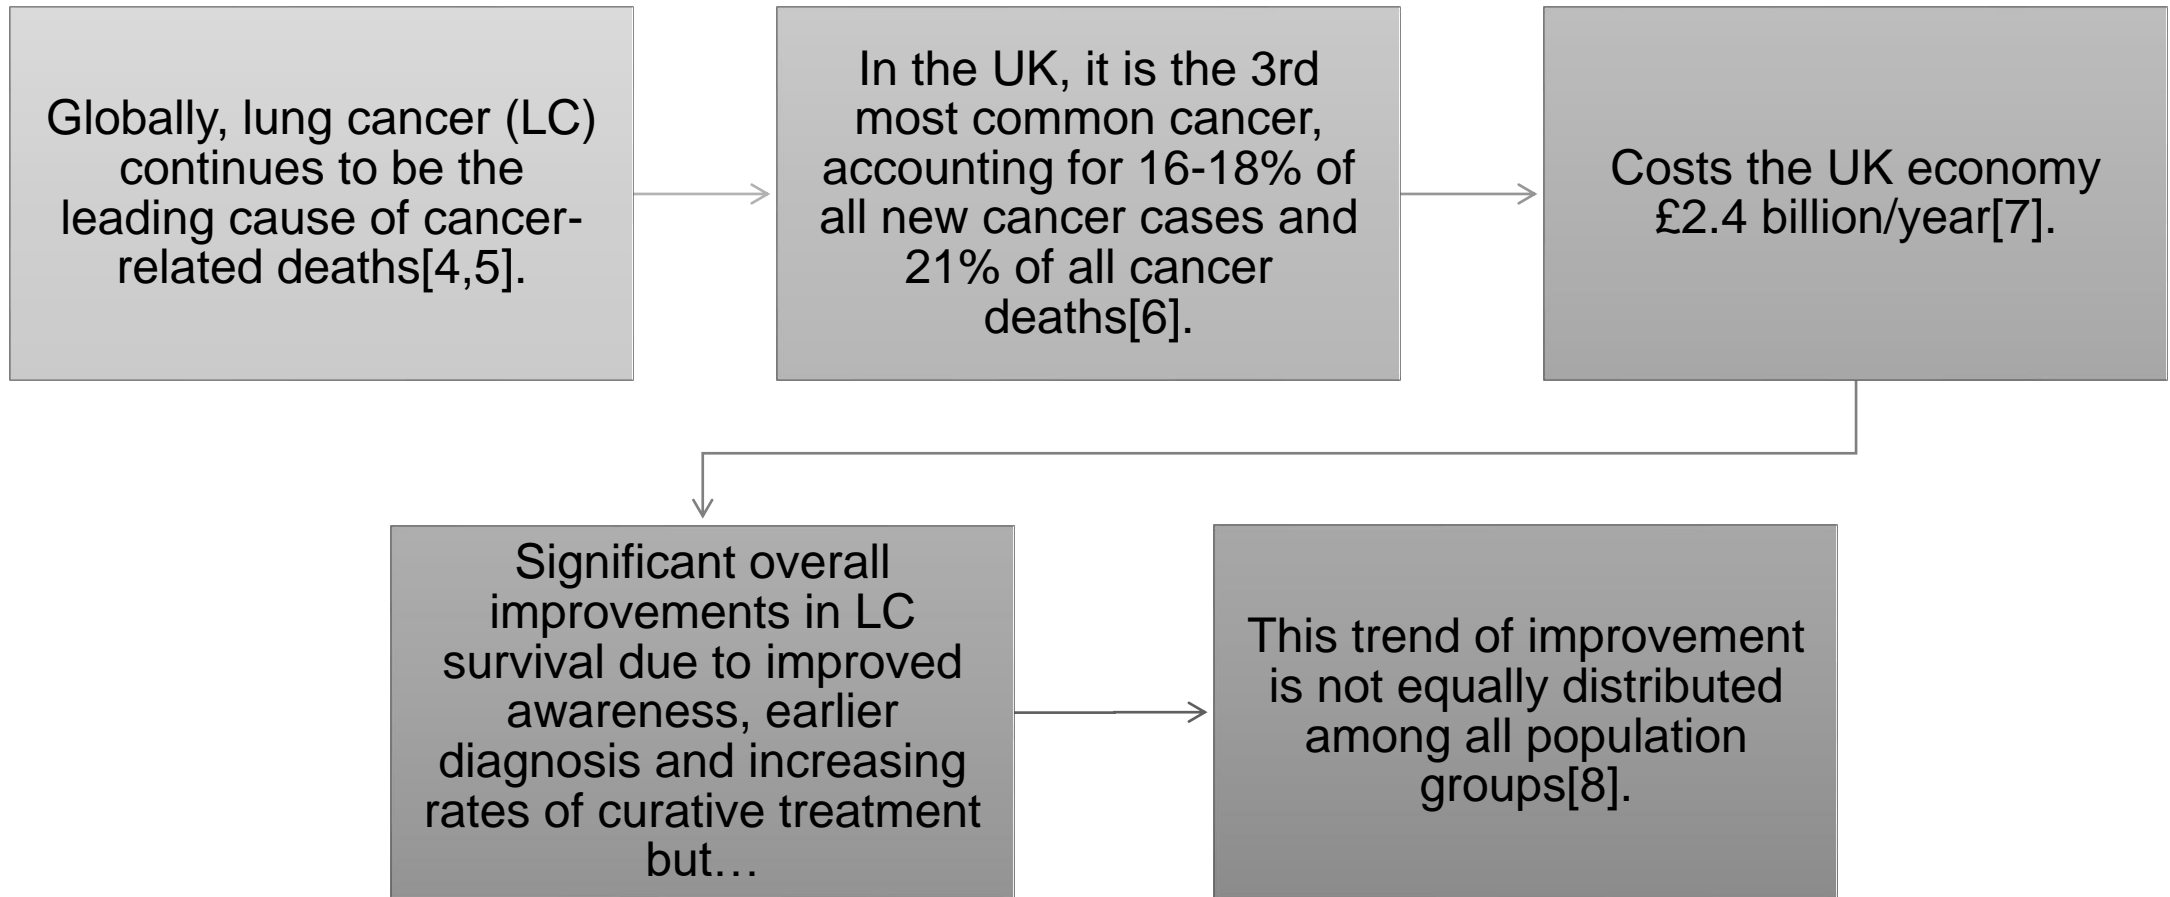 Globally, lung cancer (LC)
continues to be the
leading cause of cancer-
related deaths[4,5].
In the UK, it is the 3rd
most common cancer,
accounting for 16-18% of
all new cancer cases and
21% of all cancer
deaths[6].
Costs the UK economy
£2.4 billion/year[7].
Significant overall
improvements in LC
survival due to improved
awareness, earlier
diagnosis and increasing
rates of curative treatment
but…
This trend of improvement
is not equally distributed
among all population
groups[8].